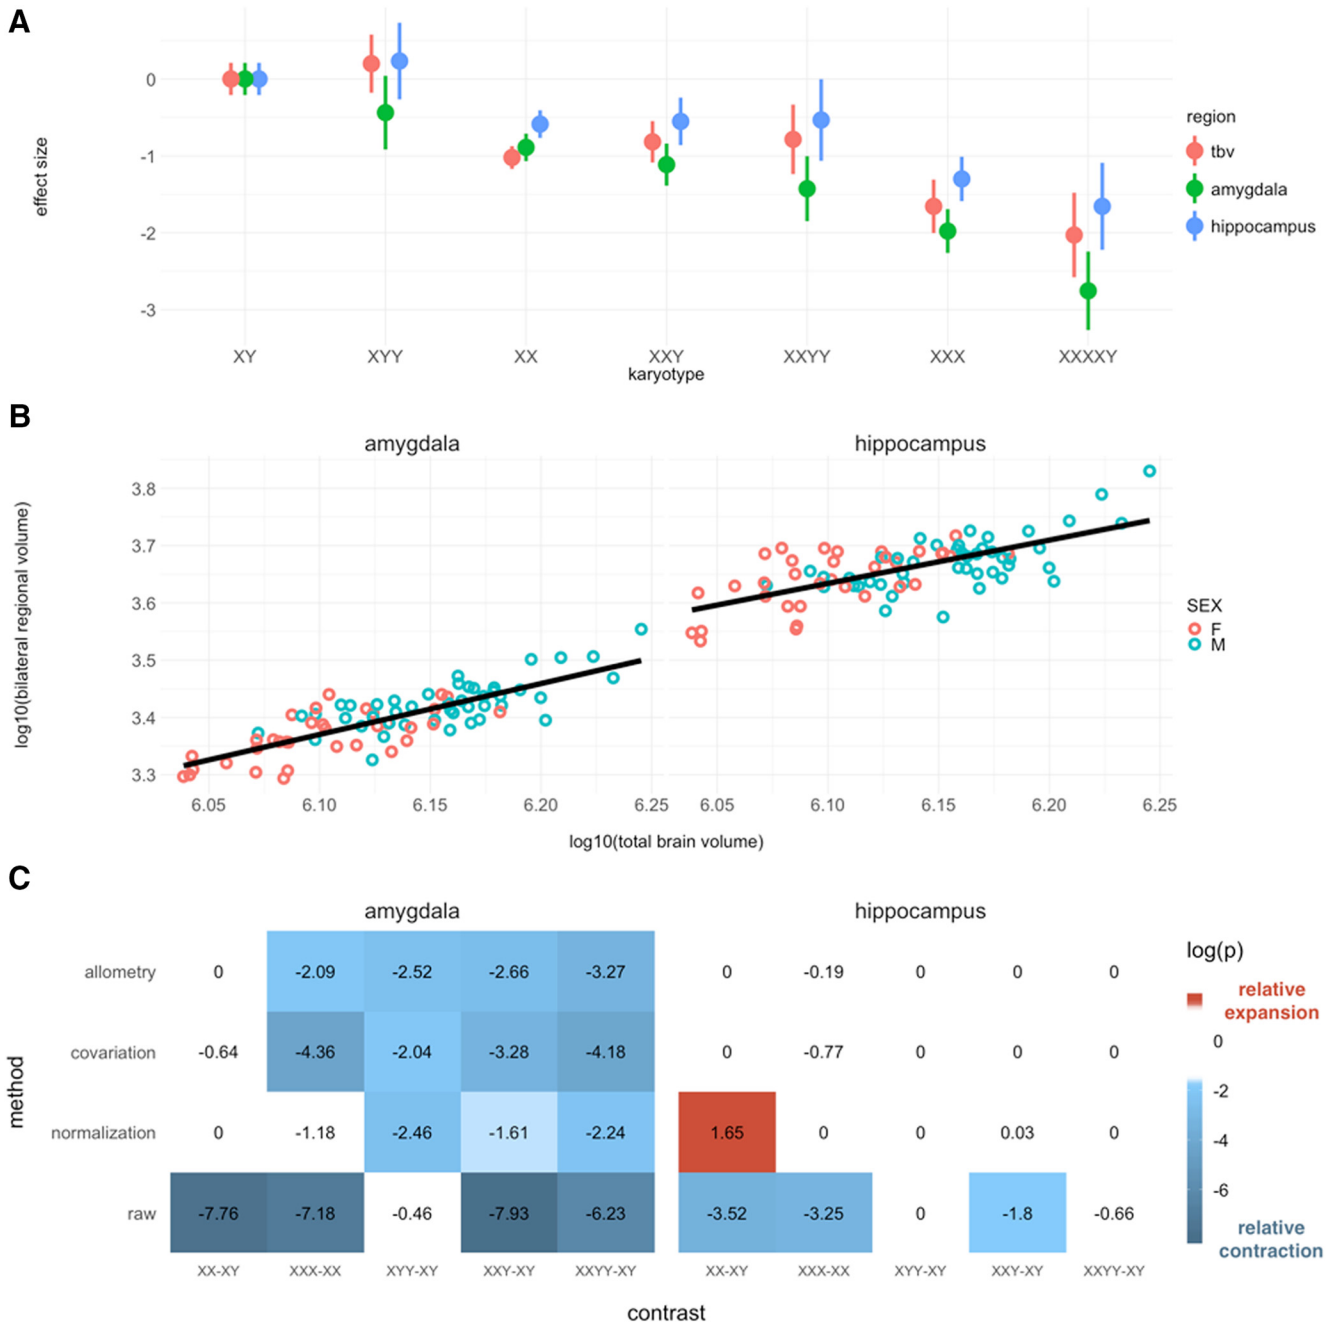 A
0
-1
-2
-3
effect size
XY XYY XX XXY XXYY XXX XXXXY
karyotype
region
tbv
amygdala
hippocampus
B
amygdala hippocampus
3.8
3.7
3.6
3.5
3.4
3.3
log10(bilateral regional volume)
6.05 6.10 6.15 6.20 6.25 6.05 6.10 6.15 6.20 6.25
log10(total brain volume)
SEX
F
M
C
amygdala hippocampus
method
allometry 0 -2.09 -2.52 -2.66 -3.27 0 -0.19 0 0 0
covariation -0.64 -4.36 -2.04 -3.28 -4.18 0 -0.77 0 0 0
normalization 0 -1.18 -2.46 -1.61 -2.24 1.65 0 0 0.03 0
raw -7.76 -7.18 -0.46 -7.93 -6.23 -3.52 -3.25 0 -1.8 -0.66
XX-XY XXX-XX XYY-XY XXY-XY XXYY-XY XX-XY XXX-XX XYY-XY XXY-XY XXYY-XY
contrast
log(p)
relative
expansion
0
-2
-4
-6
relative
contraction